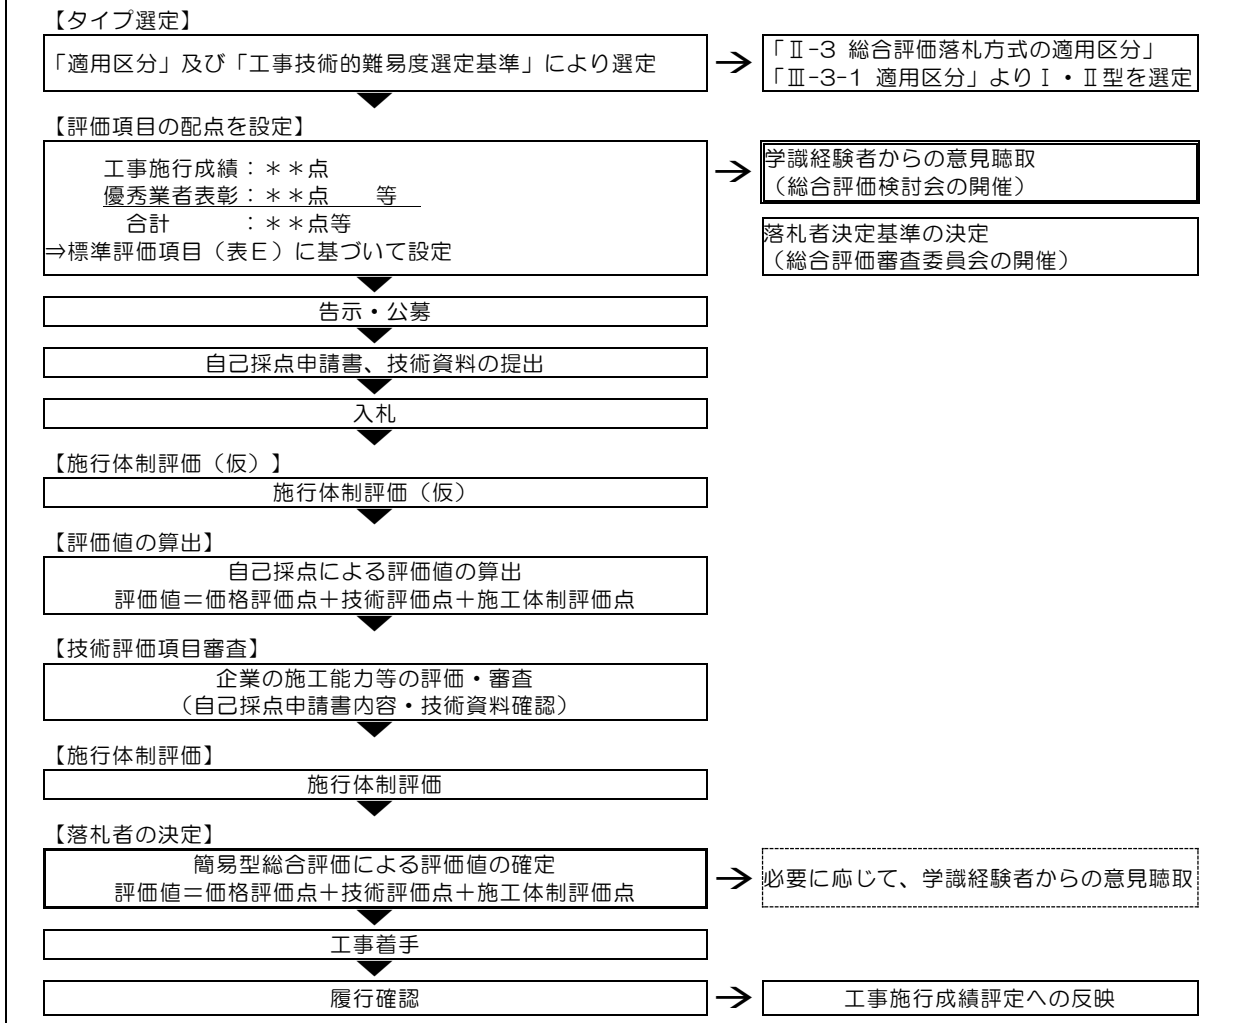 【タイプ選定】
「適用区分」及び「工事技術的難易度選定基準」により選定
→
「Ⅱ-3 総合評価落札方式の適用区分」
「Ⅲ-3-1 適用区分」よりⅠ・Ⅱ型を選定
【評価項目の配点を設定】
工事施行成績：＊＊点
優秀業者表彰：＊＊点　等
合計　　　：＊＊点等
⇒標準評価項目（表Ｅ）に基づいて設定
→
学識経験者からの意見聴取
（総合評価検討会の開催）
落札者決定基準の決定
（総合評価審査委員会の開催）
告示・公募
自己採点申請書、技術資料の提出
入札
【施行体制評価（仮）】
施行体制評価（仮）
【評価値の算出】
自己採点による評価値の算出
評価値＝価格評価点＋技術評価点＋施工体制評価点
【技術評価項目審査】
企業の施工能力等の評価・審査
（自己採点申請書内容・技術資料確認）
【施行体制評価】
施行体制評価
【落札者の決定】
簡易型総合評価による評価値の確定
評価値＝価格評価点＋技術評価点＋施工体制評価点
→
必要に応じて、学識経験者からの意見聴取
工事着手
履行確認
→
工事施行成績評定への反映